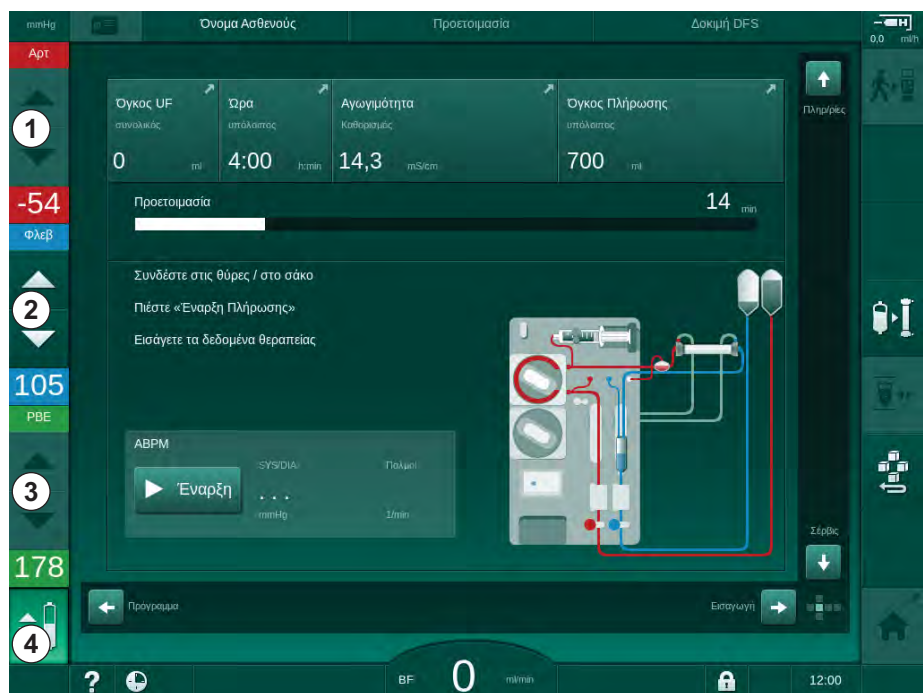 mmHg
Όνομα Ασθενούς
Προετοιμασία
Δοκιμή DFS
0,0 ml/h
Αρτ
1
-54
Φλεβ
2
105
PBE
3
178
4
Όγκος UF
συνολικός
0 ml
Ώρα
υπόλοιπος
4:00 h:min
Αγωγιμότητα
Καθορισμός
14,3 mS/cm
Όγκος Πλήρωσης
υπόλοιπος
700 ml
Πληρ/ρίες
Προετοιμασία
14 min
Συνδέστε στις θύρες / στο σάκο
Πιέστε «Έναρξη Πλήρωσης»
Εισάγετε τα δεδομένα θεραπείας
ABPM
Έναρξη
SYS/DIA
. . .
mmHg
Παλμοί
1/min
Σέρβις
Πρόγραμμα
Εισαγωγή
?
BF 0 ml/min
12:00